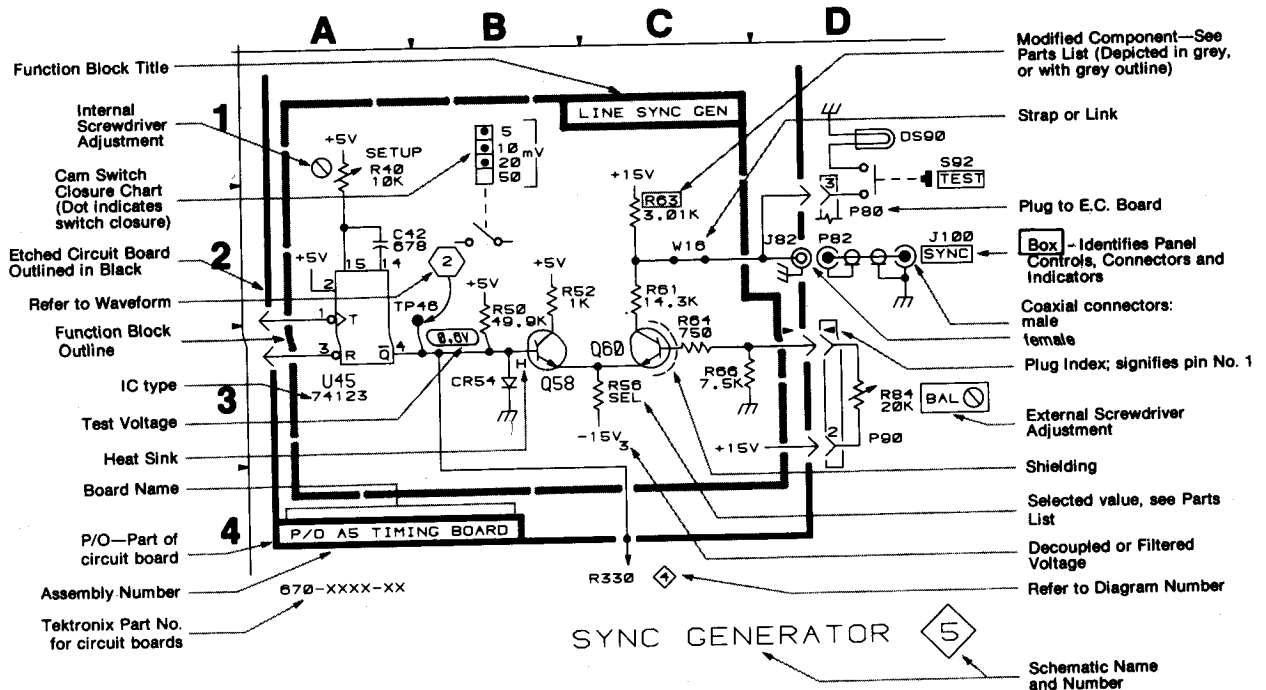 A B C D
1
2
3
4
Function Block Title
Internal
Screwdriver
Adjustment
Cam Switch
Closure Chart
(Dot indicates
switch closure)
Etched Circuit Board
Outlined in Black
Refer to Waveform
Function Block
Outline
IC type
Test Voltage
Heat Sink
Board Name
P/O—Part of
circuit board
Assembly Number
Tektronix Part No.
for circuit boards
LINE SYNC GEN
+5V
SETUP
R40
10K
5
10
20
50
mV
C42
678
+5V
15
14
2
1
T
3
R
Q
4
U45
74123
2
TP46
0.6V
+5V
R50
49.9K
+5V
R52
1K
CR54
Q58
+15V
R63
3.01K
W16
R61
14.3K
Q60
R64
750
R56
SEL
-15V3
R66
7.5K
+15V
DS90
S92
TEST
3
P80
J82
P82
J100
SYNC
R84
20K
BAL
2
P90
P/O A5 TIMING BOARD
670-XXXX-XX
R330
4
SYNC GENERATOR
5
Modified Component—See
Parts List (Depicted in grey,
or with grey outline)
Strap or Link
Plug to E.C. Board
Box - Identifies Panel
Controls, Connectors and
Indicators
Coaxial connectors:
male
female
Plug Index; signifies pin No. 1
External Screwdriver
Adjustment
Shielding
Selected value, see Parts
List
Decoupled or Filtered
Voltage
Refer to Diagram Number
Schematic Name
and Number